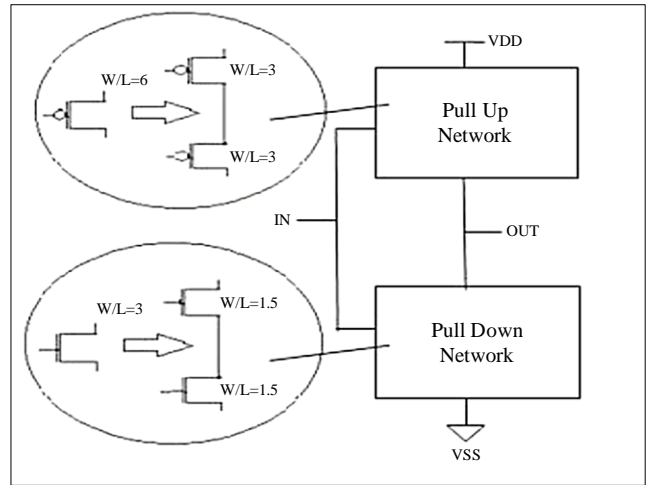 VDD
W/L=6
W/L=3
W/L=3
Pull Up
Network
IN
OUT
W/L=3
W/L=1.5
W/L=1.5
Pull Down
Network
VSS